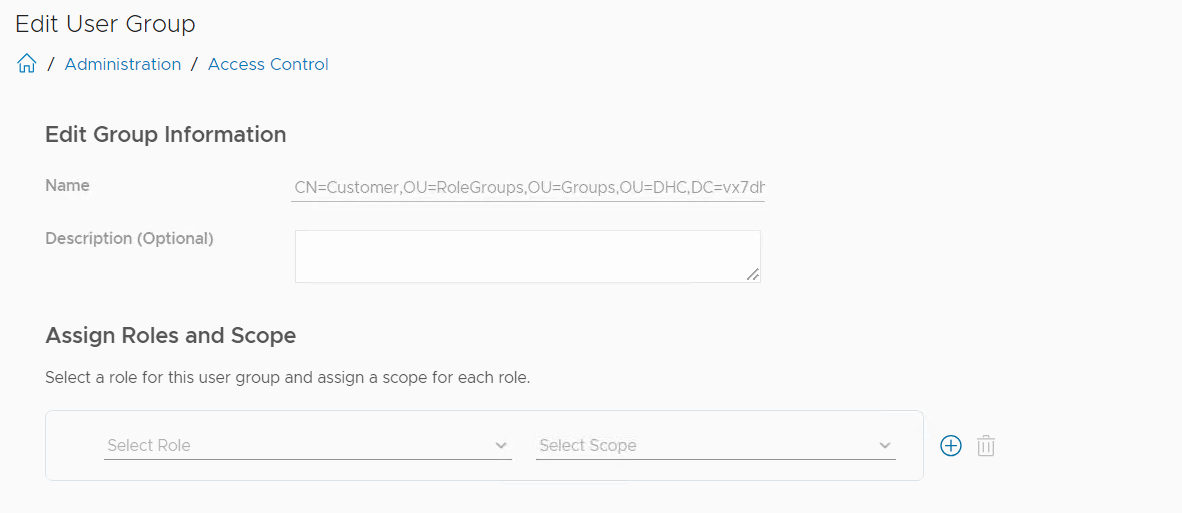 Edit User Group
/ Administration / Access Control
Edit Group Information
Name CN=Customer,OU=RoleGroups,OU=Groups,OU=DHC,DC=vx7dh
Description (Optional)
Assign Roles and Scope
Select a role for this user group and assign a scope for each role.
Select Role Select Scope